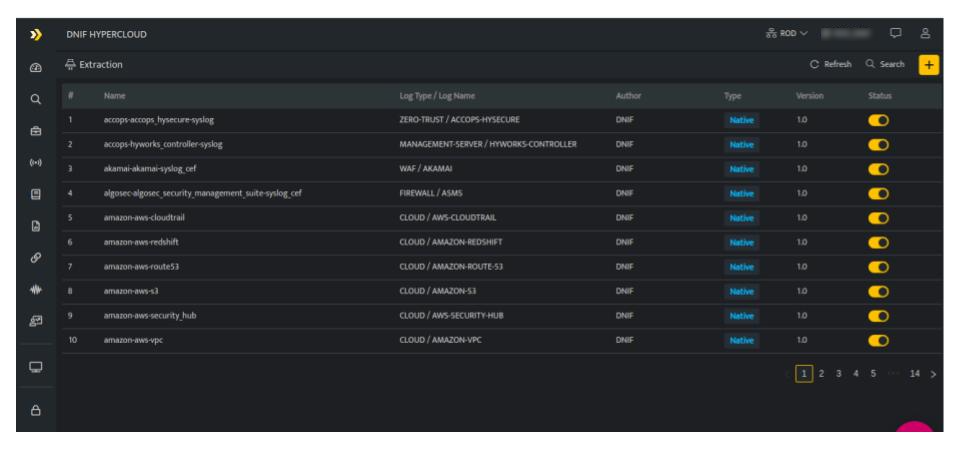 DNIF HYPERCLOUD ROD
Extraction Refresh Search +
# Name Log Type / Log Name Author Type Version Status
1 accops-accops_hysecure-syslog ZERO-TRUST / ACCOPS-HYSECURE DNIF Native 1.0
2 accops-hyworks_controller-syslog MANAGEMENT-SERVER / HYWORKS-CONTROLLER DNIF Native 1.0
3 akamai-akamai-syslog_cef WAF / AKAMAI DNIF Native 1.0
4 algosec-algosec_security_management_suite-syslog_cef FIREWALL / ASMS DNIF Native 1.0
5 amazon-aws-cloudtrail CLOUD / AWS-CLOUDTRAIL DNIF Native 1.0
6 amazon-aws-redshift CLOUD / AMAZON-REDSHIFT DNIF Native 1.0
7 amazon-aws-route53 CLOUD / AMAZON-ROUTE-53 DNIF Native 1.0
8 amazon-aws-s3 CLOUD / AMAZON-S3 DNIF Native 1.0
9 amazon-aws-security_hub CLOUD / AWS-SECURITY-HUB DNIF Native 1.0
10 amazon-aws-vpc CLOUD / AMAZON-VPC DNIF Native 1.0
1 2 3 4 5 ··· 14 >